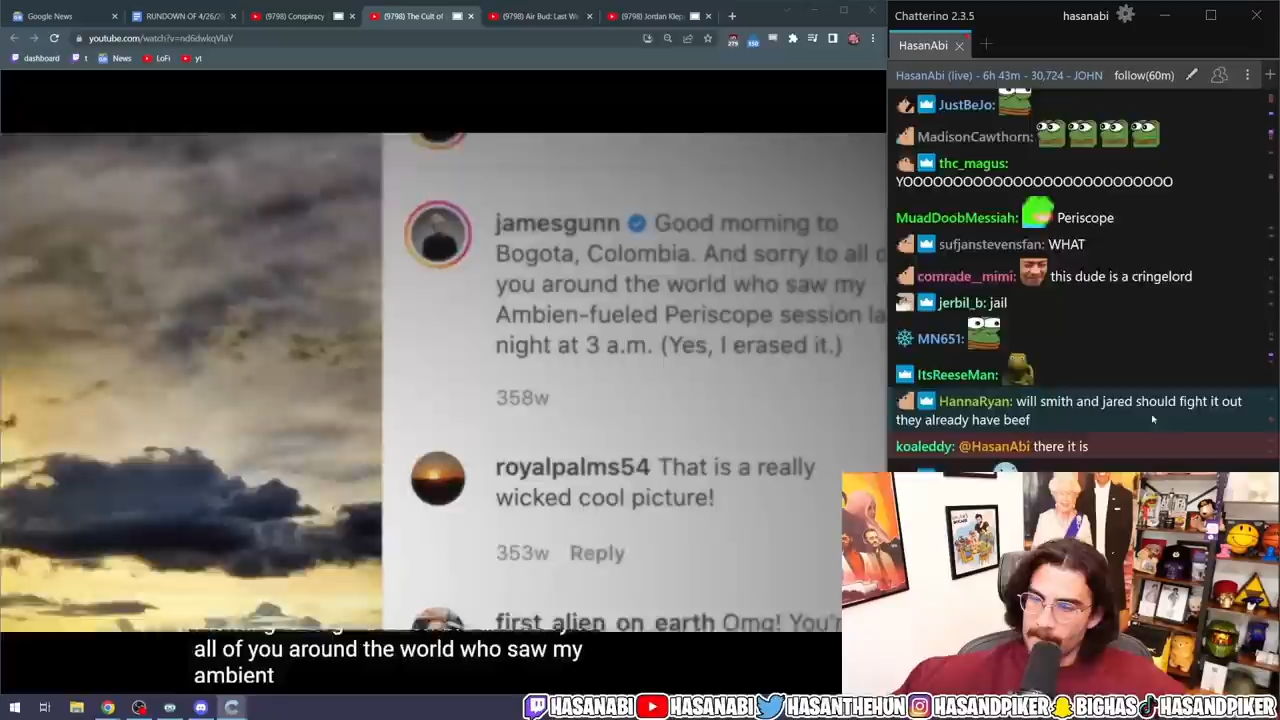 Google News
RUNDOWN OF 4/26/2
(9798) Conspiracy
(9798) The Cult of
(9798) Air Bud: Last W
(9798) Jordan Klep
youtube.com/watch?v=nd6dwkqVlaY
dashboard
t
News
LoFi
yt
jamesgunn Good morning to
Bogota, Colombia. And sorry to all o
you around the world who saw my
Ambien-fueled Periscope session la
night at 3 a.m. (Yes, I erased it.)
358w
royalpalms54 That is a really
wicked cool picture!
353w Reply
first_alien_on_earth Omg! You'r
all of you around the world who saw my
ambient
Chatterino 2.3.5
hasanabi
HasanAbi
HasanAbi (live) - 6h 43m - 30,724 - JOHN
follow(60m)
JustBeJo:
MadisonCawthorn:
thc_magus:
YOOOOOOOOOOOOOOOOOOOOOOOOOO
MuadDoobMessiah: Periscope
sufjanstevensfan: WHAT
comrade__mimi: this dude is a cringelord
jerbil_b: jail
MN651:
ItsReeseMan:
HannaRyan: will smith and jared should fight it out
they already have beef
koaleddy: @HasanAbi there it is
HASANABI HASANABI HASANTHEHUN HASANDPIKER BIGHAS HASANDPIKER